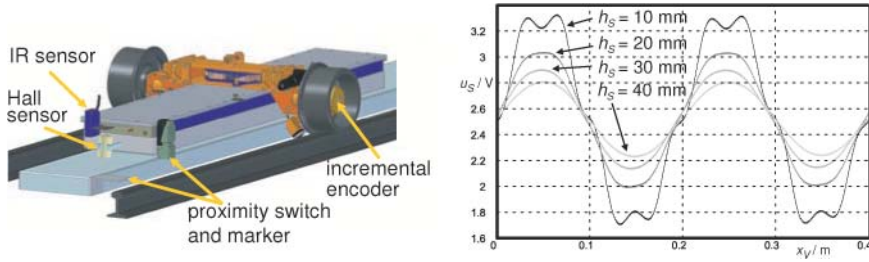 IR sensor
Hall
sensor
incremental
encoder
proximity switch
and marker
u_S / V
3.2
3
2.8
2.6
2.4
2.2
2
1.8
1.6
h_S = 10 mm
h_S = 20 mm
h_S = 30 mm
h_S = 40 mm
0
0.1
0.2
0.3
0.4
x_V / m